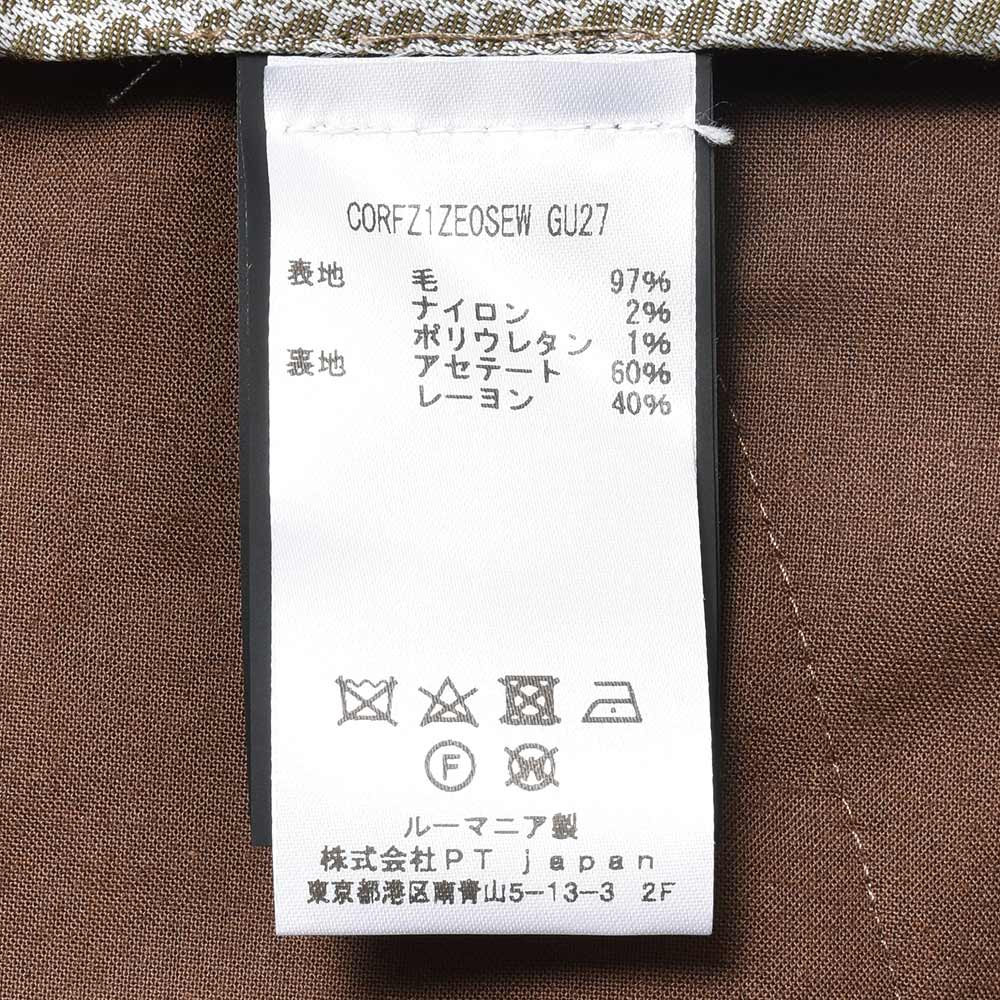 CORFZ1ZE0SEW GU27
表地 毛 97%
ナイロン 2%
ポリウレタン 1%
裏地 アセテート 60%
レーヨン 40%
F W
ルーマニア製
株式会社PT japan
東京都港区南青山5-13-3 2F